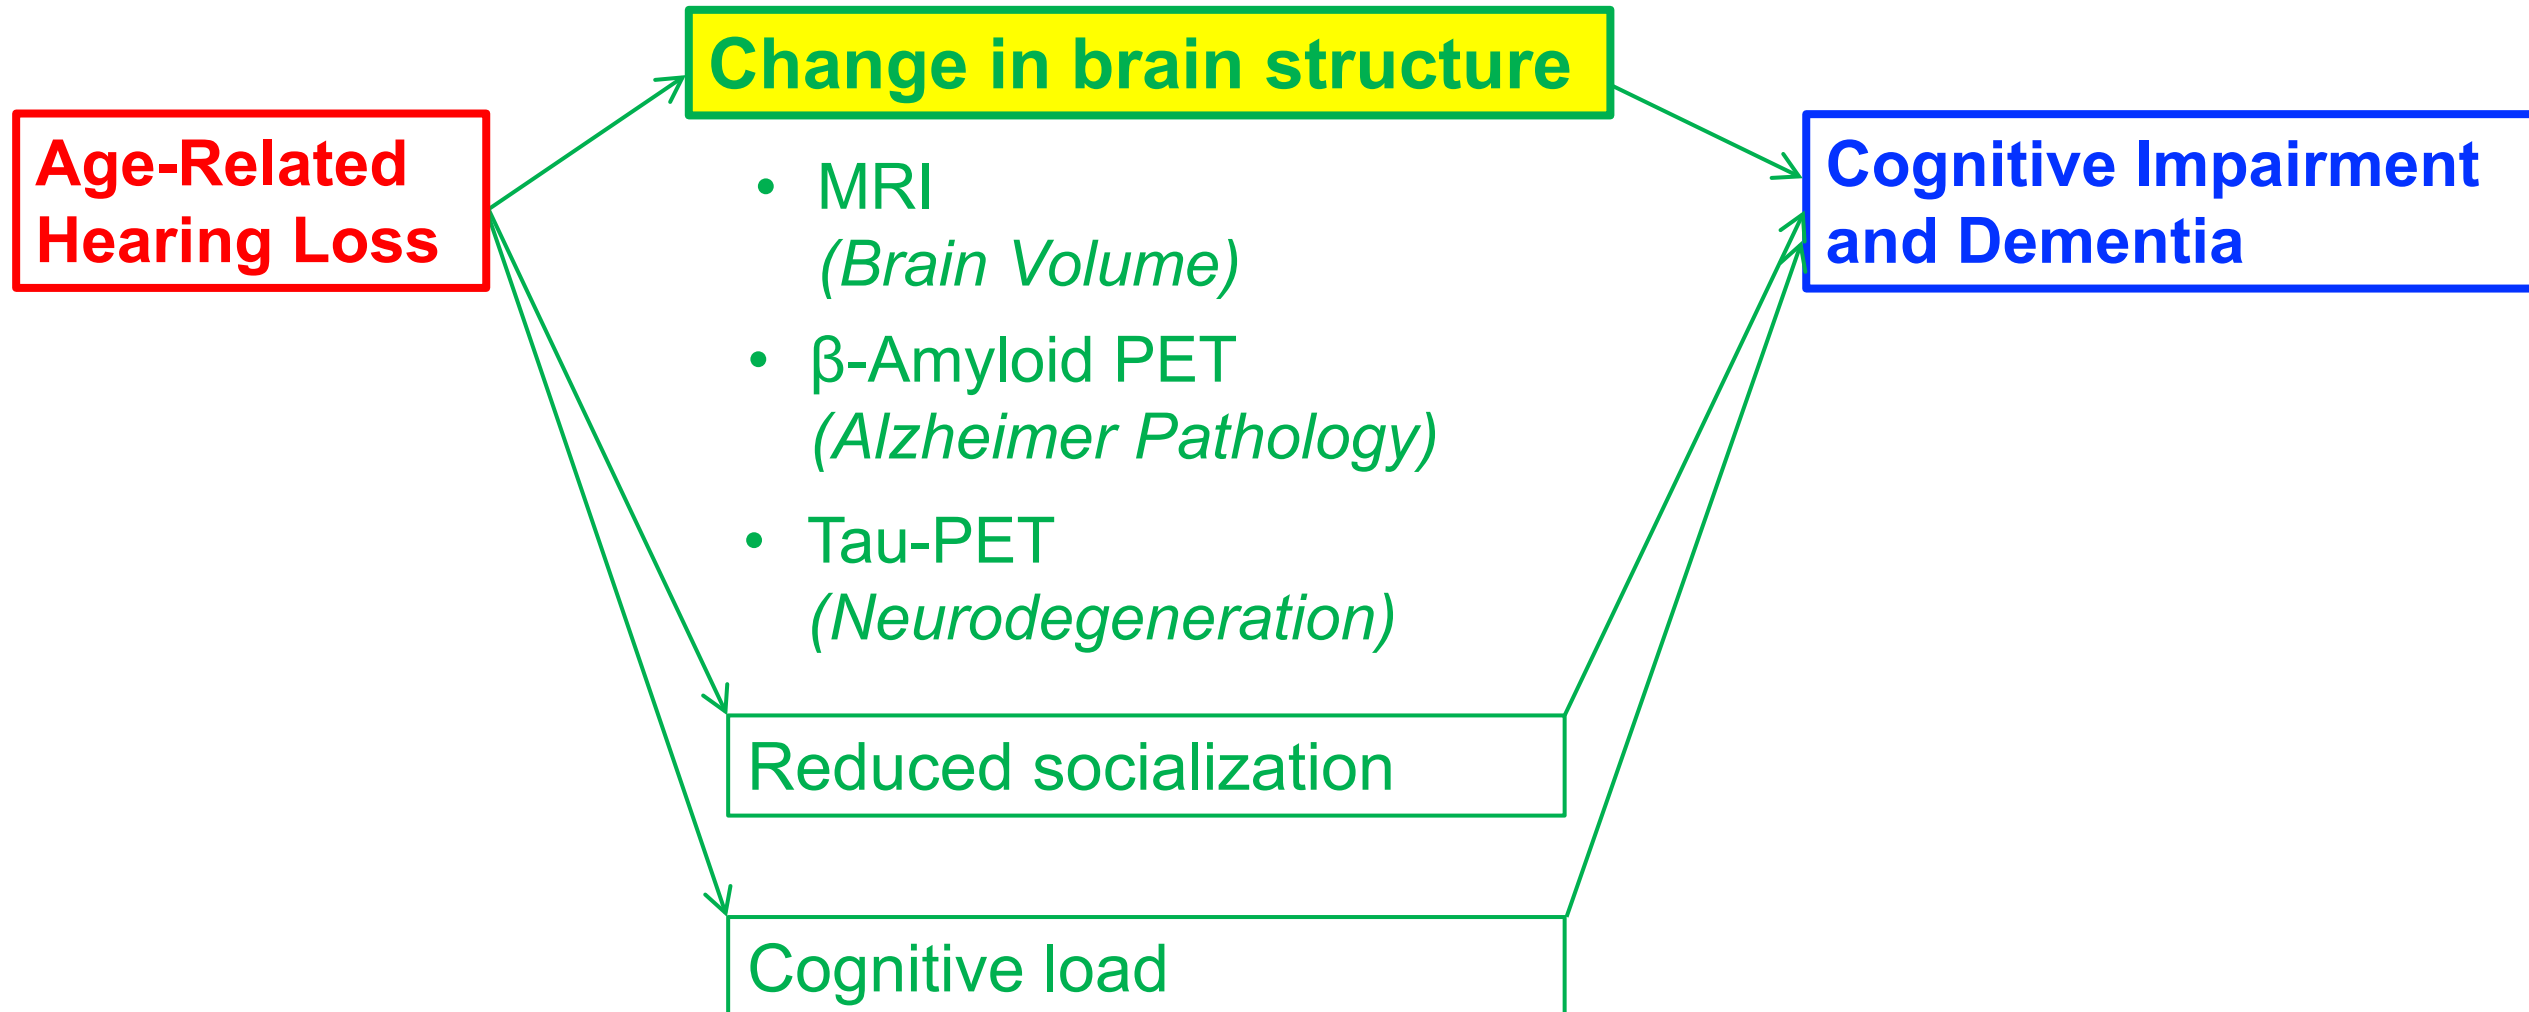 Change in brain structure
Age-Related
Hearing Loss
• MRI
(Brain Volume)
• β-Amyloid PET
(Alzheimer Pathology)
• Tau-PET
(Neurodegeneration)
Reduced socialization
Cognitive load
Cognitive Impairment
and Dementia